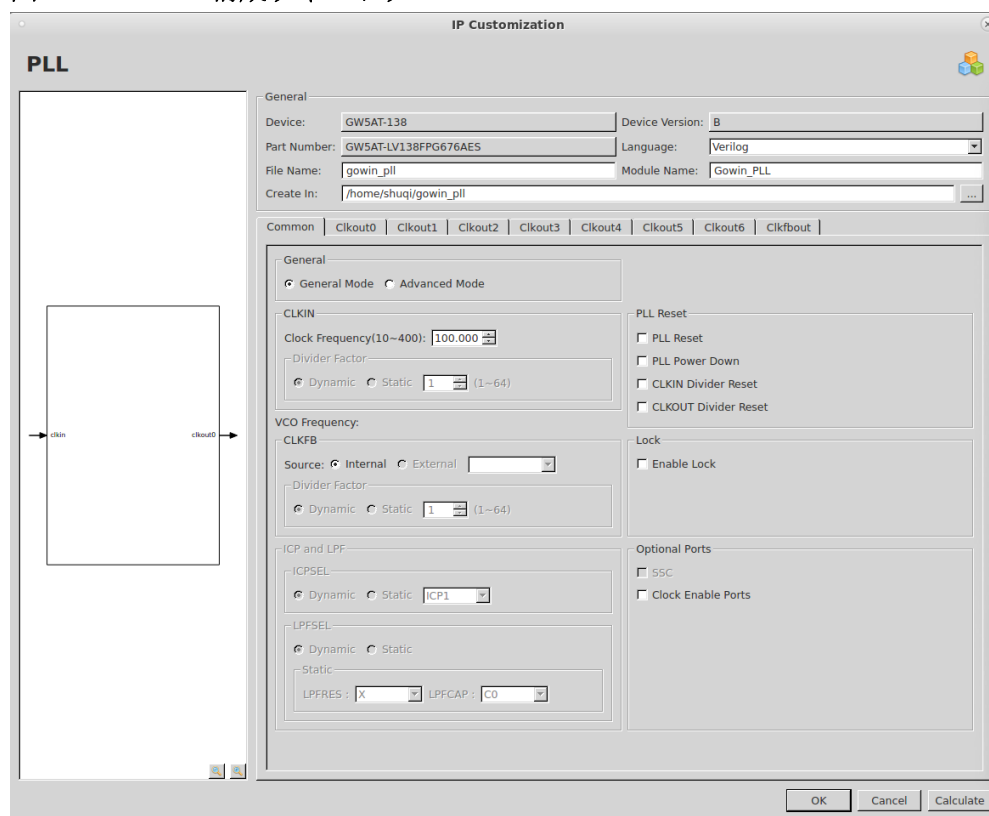 IP Customization
PLL
General
Device: GW5AT-138 Device Version: B
Part Number: GW5AT-LV138FPG676AES Language: Verilog
File Name: gowin_pll Module Name: Gowin_PLL
Create In: /home/shuqi/gowin_pll ...
Common Clkout0 Clkout1 Clkout2 Clkout3 Clkout4 Clkout5 Clkout6 Clkfbout
General
General Mode Advanced Mode
CLKIN PLL Reset
Clock Frequency(10~400): 100.000 PLL Reset
Divider Factor PLL Power Down
Dynamic Static 1 (1~64) CLKIN Divider Reset
CLKOUT Divider Reset
VCO Frequency:
clkin clkout0
CLKFB Lock
Source: Internal External Enable Lock
Divider Factor
Dynamic Static 1 (1~64)
ICP and LPF Optional Ports
ICPSEL SSC
Dynamic Static ICP1 Clock Enable Ports
LPFSEL
Dynamic Static
Static
LPFRES : X LPFCAP : C0
OK Cancel Calculate